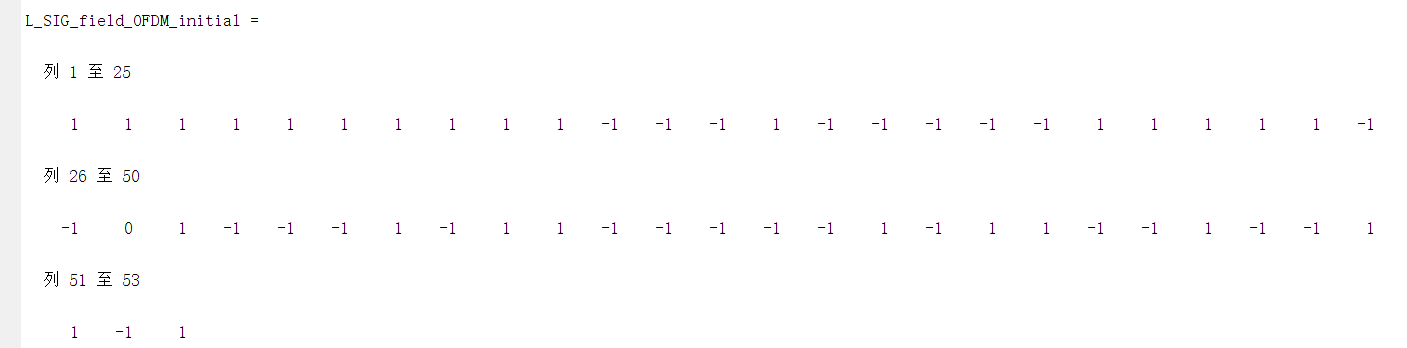 L_SIG_field_OFDM_initial =
列 1 至 25
1 1 1 1 1 1 1 1 1 1 -1 -1 -1 1 -1 -1 -1 -1 -1 1 1 1 1 1 -1
列 26 至 50
-1 0 1 -1 -1 -1 1 -1 1 1 -1 -1 -1 -1 -1 1 -1 1 1 -1 -1 1 -1 -1 1
列 51 至 53
1 -1 1